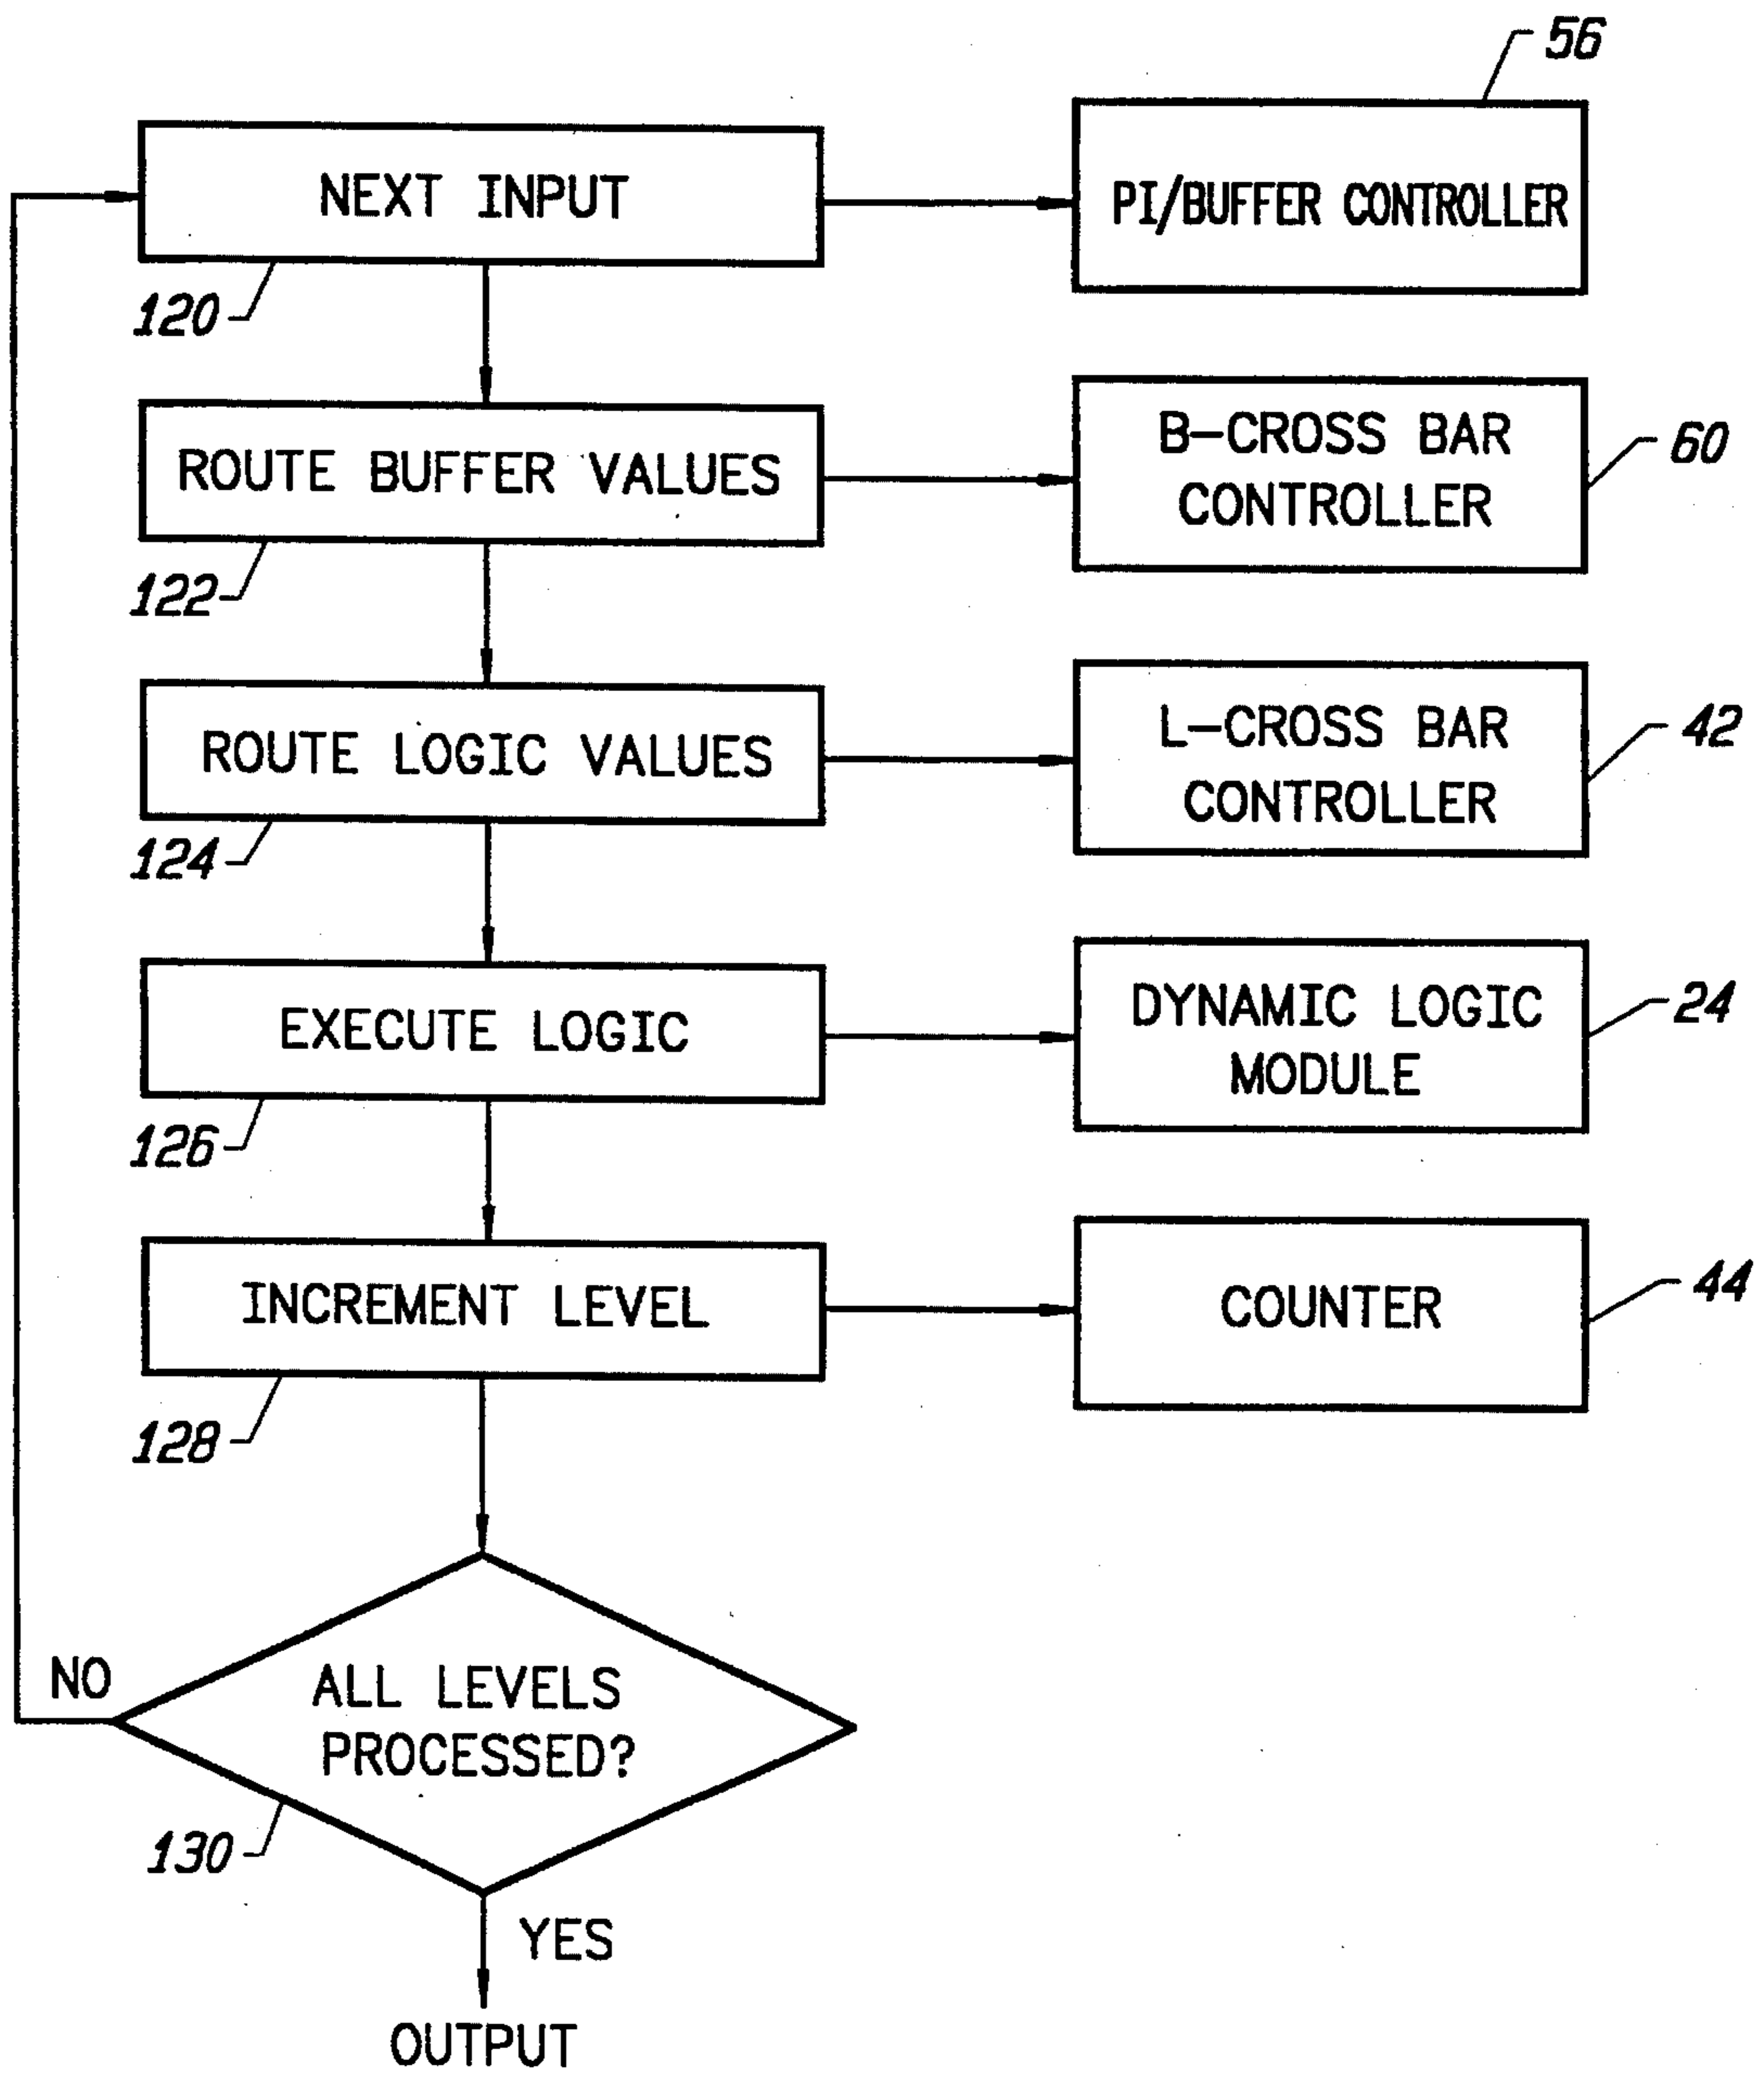 56
NEXT INPUT
PI/BUFFER CONTROLLER
120
B-CROSS BAR
CONTROLLER
60
ROUTE BUFFER VALUES
122
L-CROSS BAR
CONTROLLER
42
ROUTE LOGIC VALUES
124
DYNAMIC LOGIC
MODULE
24
EXECUTE LOGIC
126
INCREMENT LEVEL
COUNTER
44
128
NO
ALL LEVELS
PROCESSED?
130
YES
OUTPUT